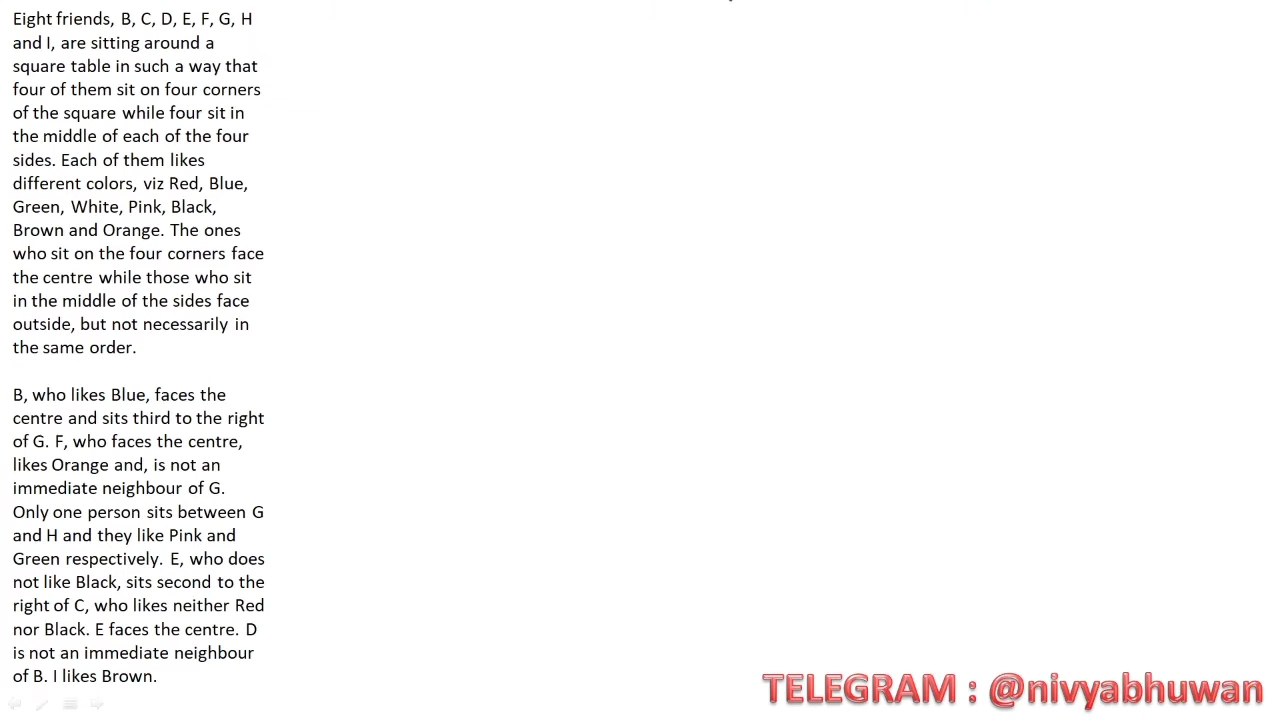 Eight friends, B, C, D, E, F, G, H
and I, are sitting around a
square table in such a way that
four of them sit on four corners
of the square while four sit in
the middle of each of the four
sides. Each of them likes
different colors, viz Red, Blue,
Green, White, Pink, Black,
Brown and Orange. The ones
who sit on the four corners face
the centre while those who sit
in the middle of the sides face
outside, but not necessarily in
the same order.
B, who likes Blue, faces the
centre and sits third to the right
of G. F, who faces the centre,
likes Orange and, is not an
immediate neighbour of G.
Only one person sits between G
and H and they like Pink and
Green respectively. E, who does
not like Black, sits second to the
right of C, who likes neither Red
nor Black. E faces the centre. D
is not an immediate neighbour
of B. I likes Brown.
TELEGRAM : @nivyabhuwan